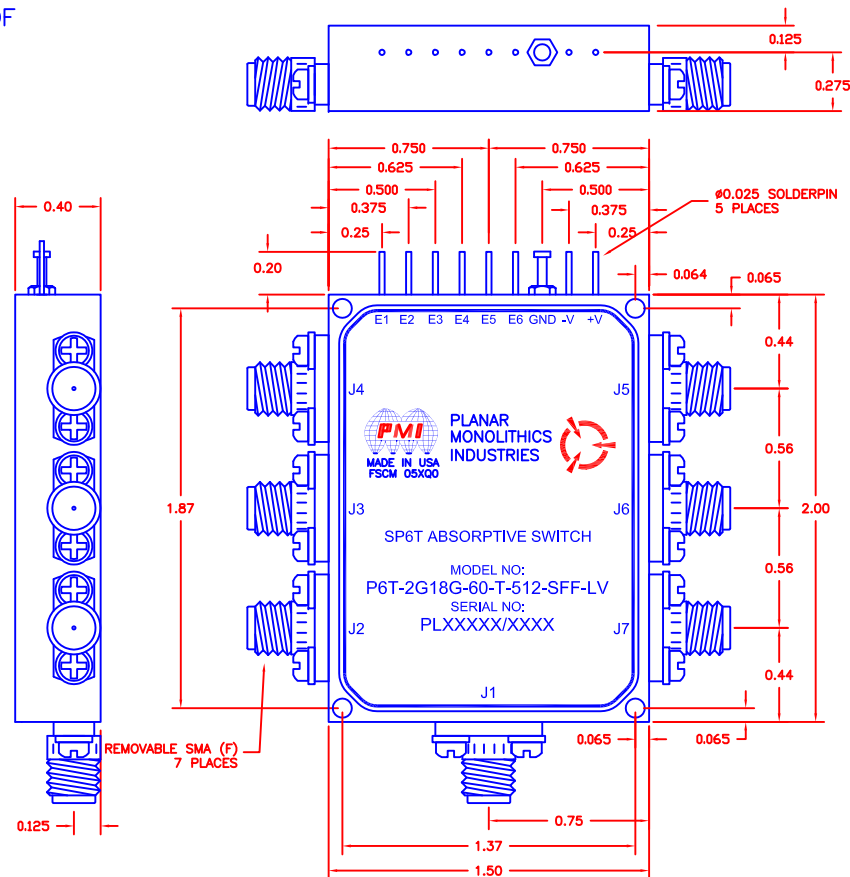 OF
0.125
0.275
0.750 0.750
0.625 0.625
0.500 0.500
0.375 0.375
0.25 0.25
ø0.025 SOLDERPIN
5 PLACES
0.40
0.20
0.064
0.065
E1 E2 E3 E4 E5 E6 GND -V +V
0.44
J4 J5
PMI
MADE IN USA
FSCM 05XQ0
PLANAR
MONOLITHICS
INDUSTRIES
0.56
1.87
J3 J6
2.00
SP6T ABSORPTIVE SWITCH
0.56
MODEL NO:
P6T-2G18G-60-T-512-SFF-LV
SERIAL NO:
PLXXXXX/XXXX
J2 J7
0.44
J1
REMOVABLE SMA (F)
7 PLACES
0.065 0.065
0.125
0.75
1.37
1.50